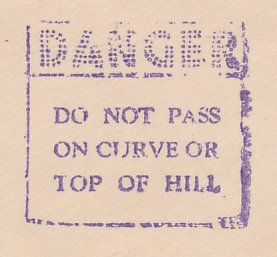 DANGER
DO NOT PASS
ON CURVE OR
TOP OF HILL